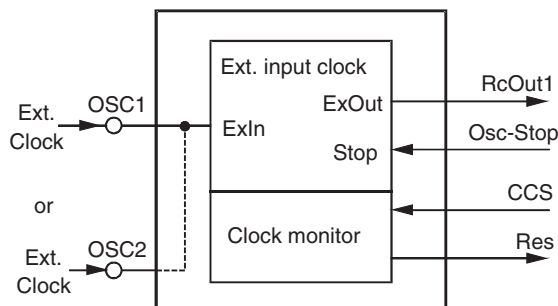 Ext. input clock
RcOut1
OSC1
Ext.
Clock
ExOut
ExIn
Osc-Stop
Stop
or
CCS
Clock monitor
OSC2
Res
Ext.
Clock